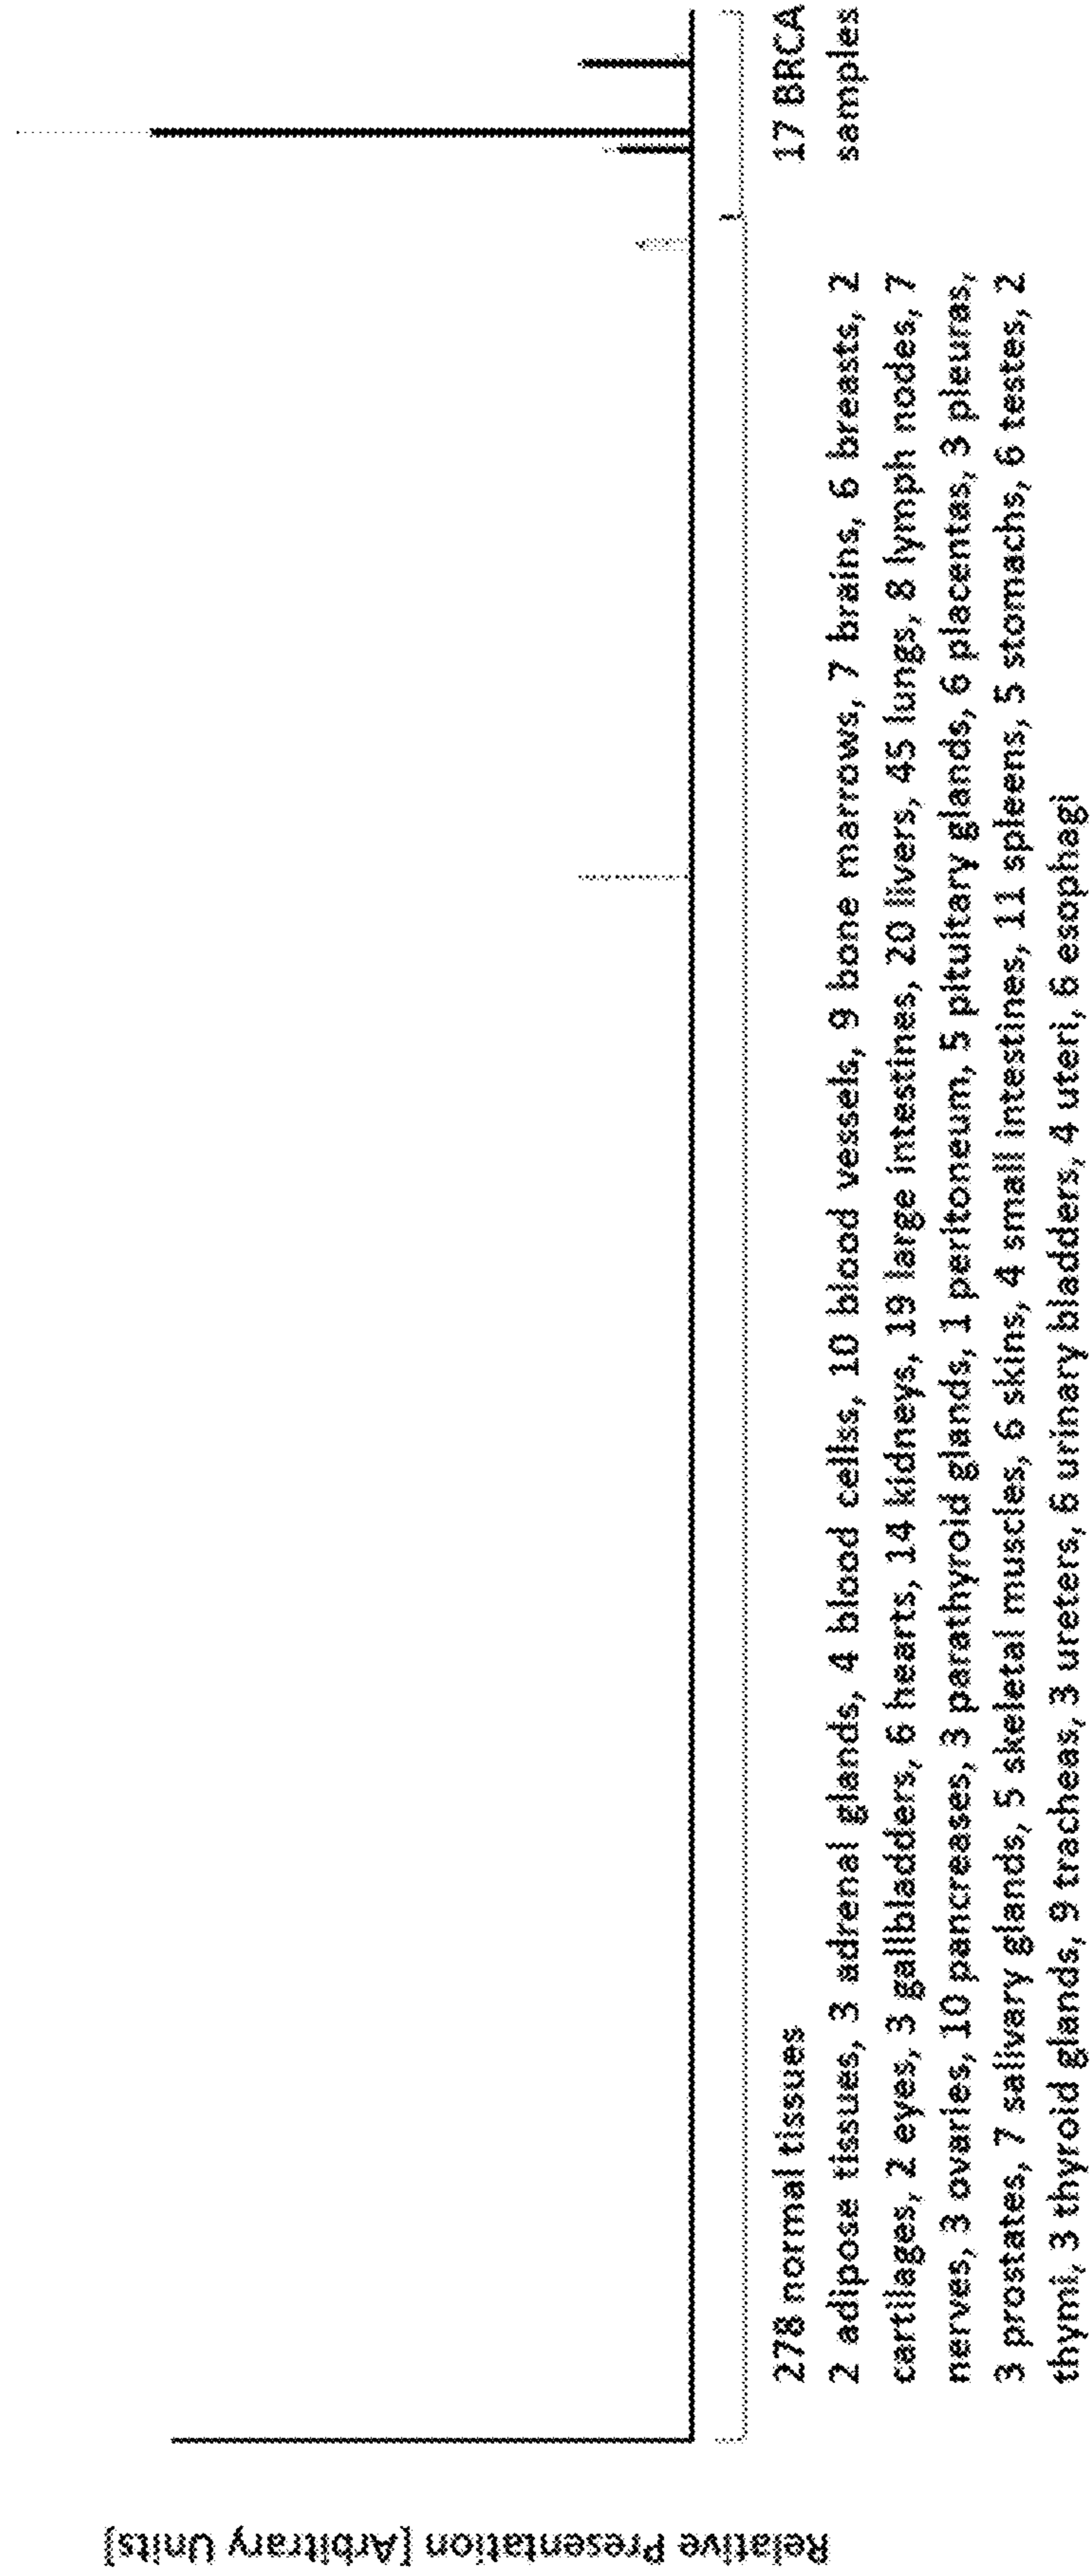 Relative Presentation [Arbitrary Units]
278 normal tissues
17 BRCA
samples
2 adipose tissues, 3 adrenal glands, 4 blood cellss, 10 blood vessels, 9 bone marrows, 7 brains, 6 breasts, 2
cartilages, 2 eyes, 3 gallbladders, 6 hearts, 14 kidneys, 19 large intestines, 20 livers, 45 lungs, 8 lymph nodes, 7
nerves, 3 ovaries, 10 pancreases, 3 parathyroid glands, 1 peritoneum, 5 pituitary glands, 6 placentas, 3 pleuras,
3 prostates, 7 salivary glands, 5 skeletal muscles, 6 skins, 4 small intestines, 11 spleens, 5 stomachs, 6 testes, 2
thymi, 3 thyroid glands, 9 tracheas, 3 ureters, 6 urinary bladders, 4 uteri, 6 esophagi